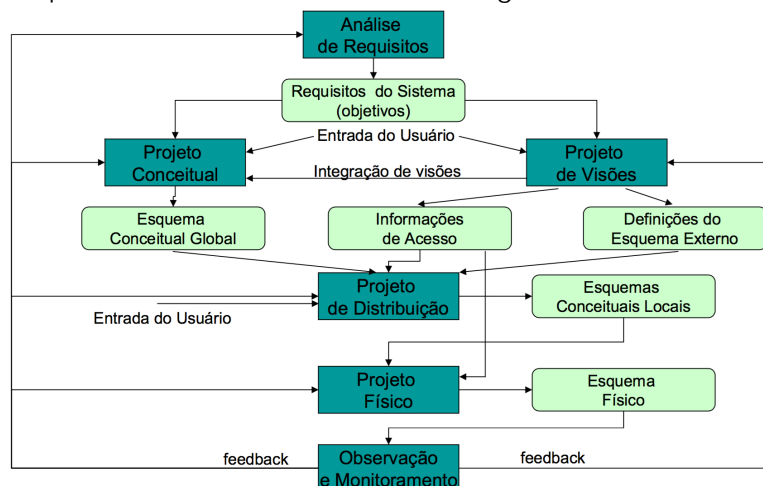 Análise
de Requisitos
Requisitos do Sistema
(objetivos)
Entrada do Usuário
Projeto
Conceitual
Integração de visões
Projeto
de Visões
Esquema
Conceitual Global
Informações
de Acesso
Definições do
Esquema Externo
Projeto
de Distribuição
Entrada do Usuário
Esquemas
Conceituais Locais
Projeto
Físico
Esquema
Físico
feedback
Observação
e Monitoramento
feedback